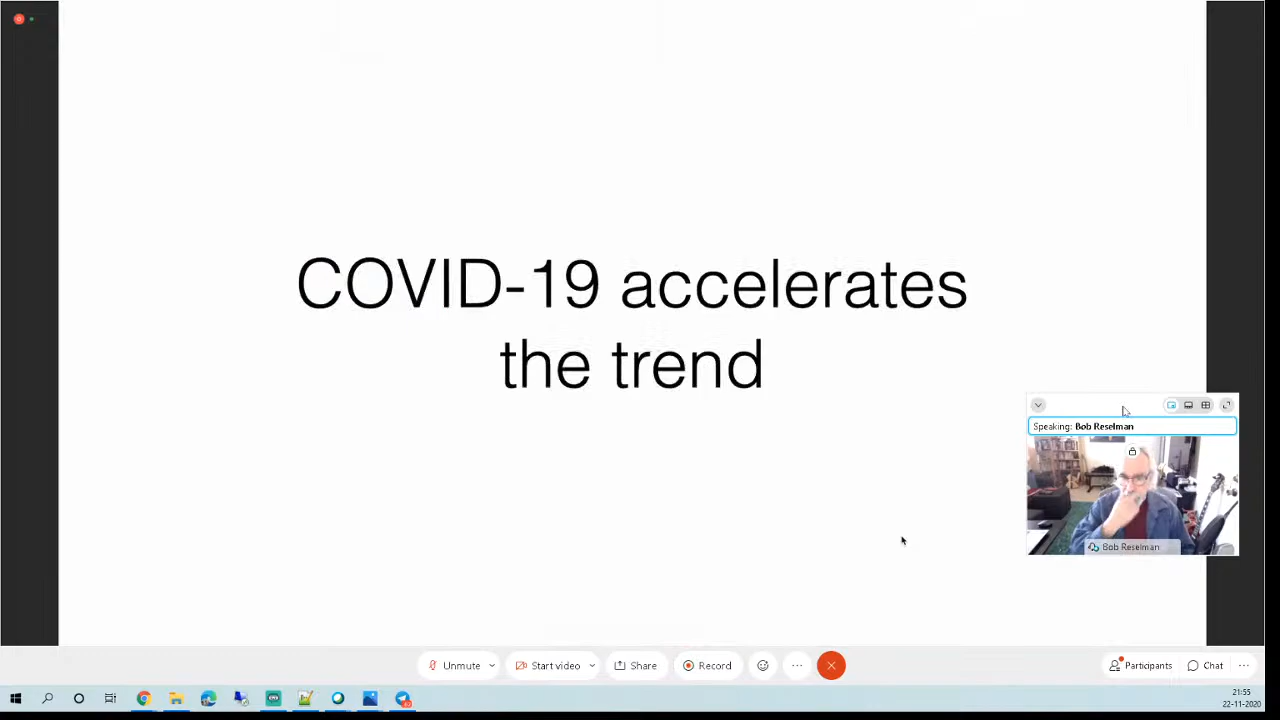 COVID-19 accelerates
the trend
Speaking: Bob Reselman
Bob Reselman
Unmute
Start video
Share
Record
Participants
Chat
21:55
22-11-2020